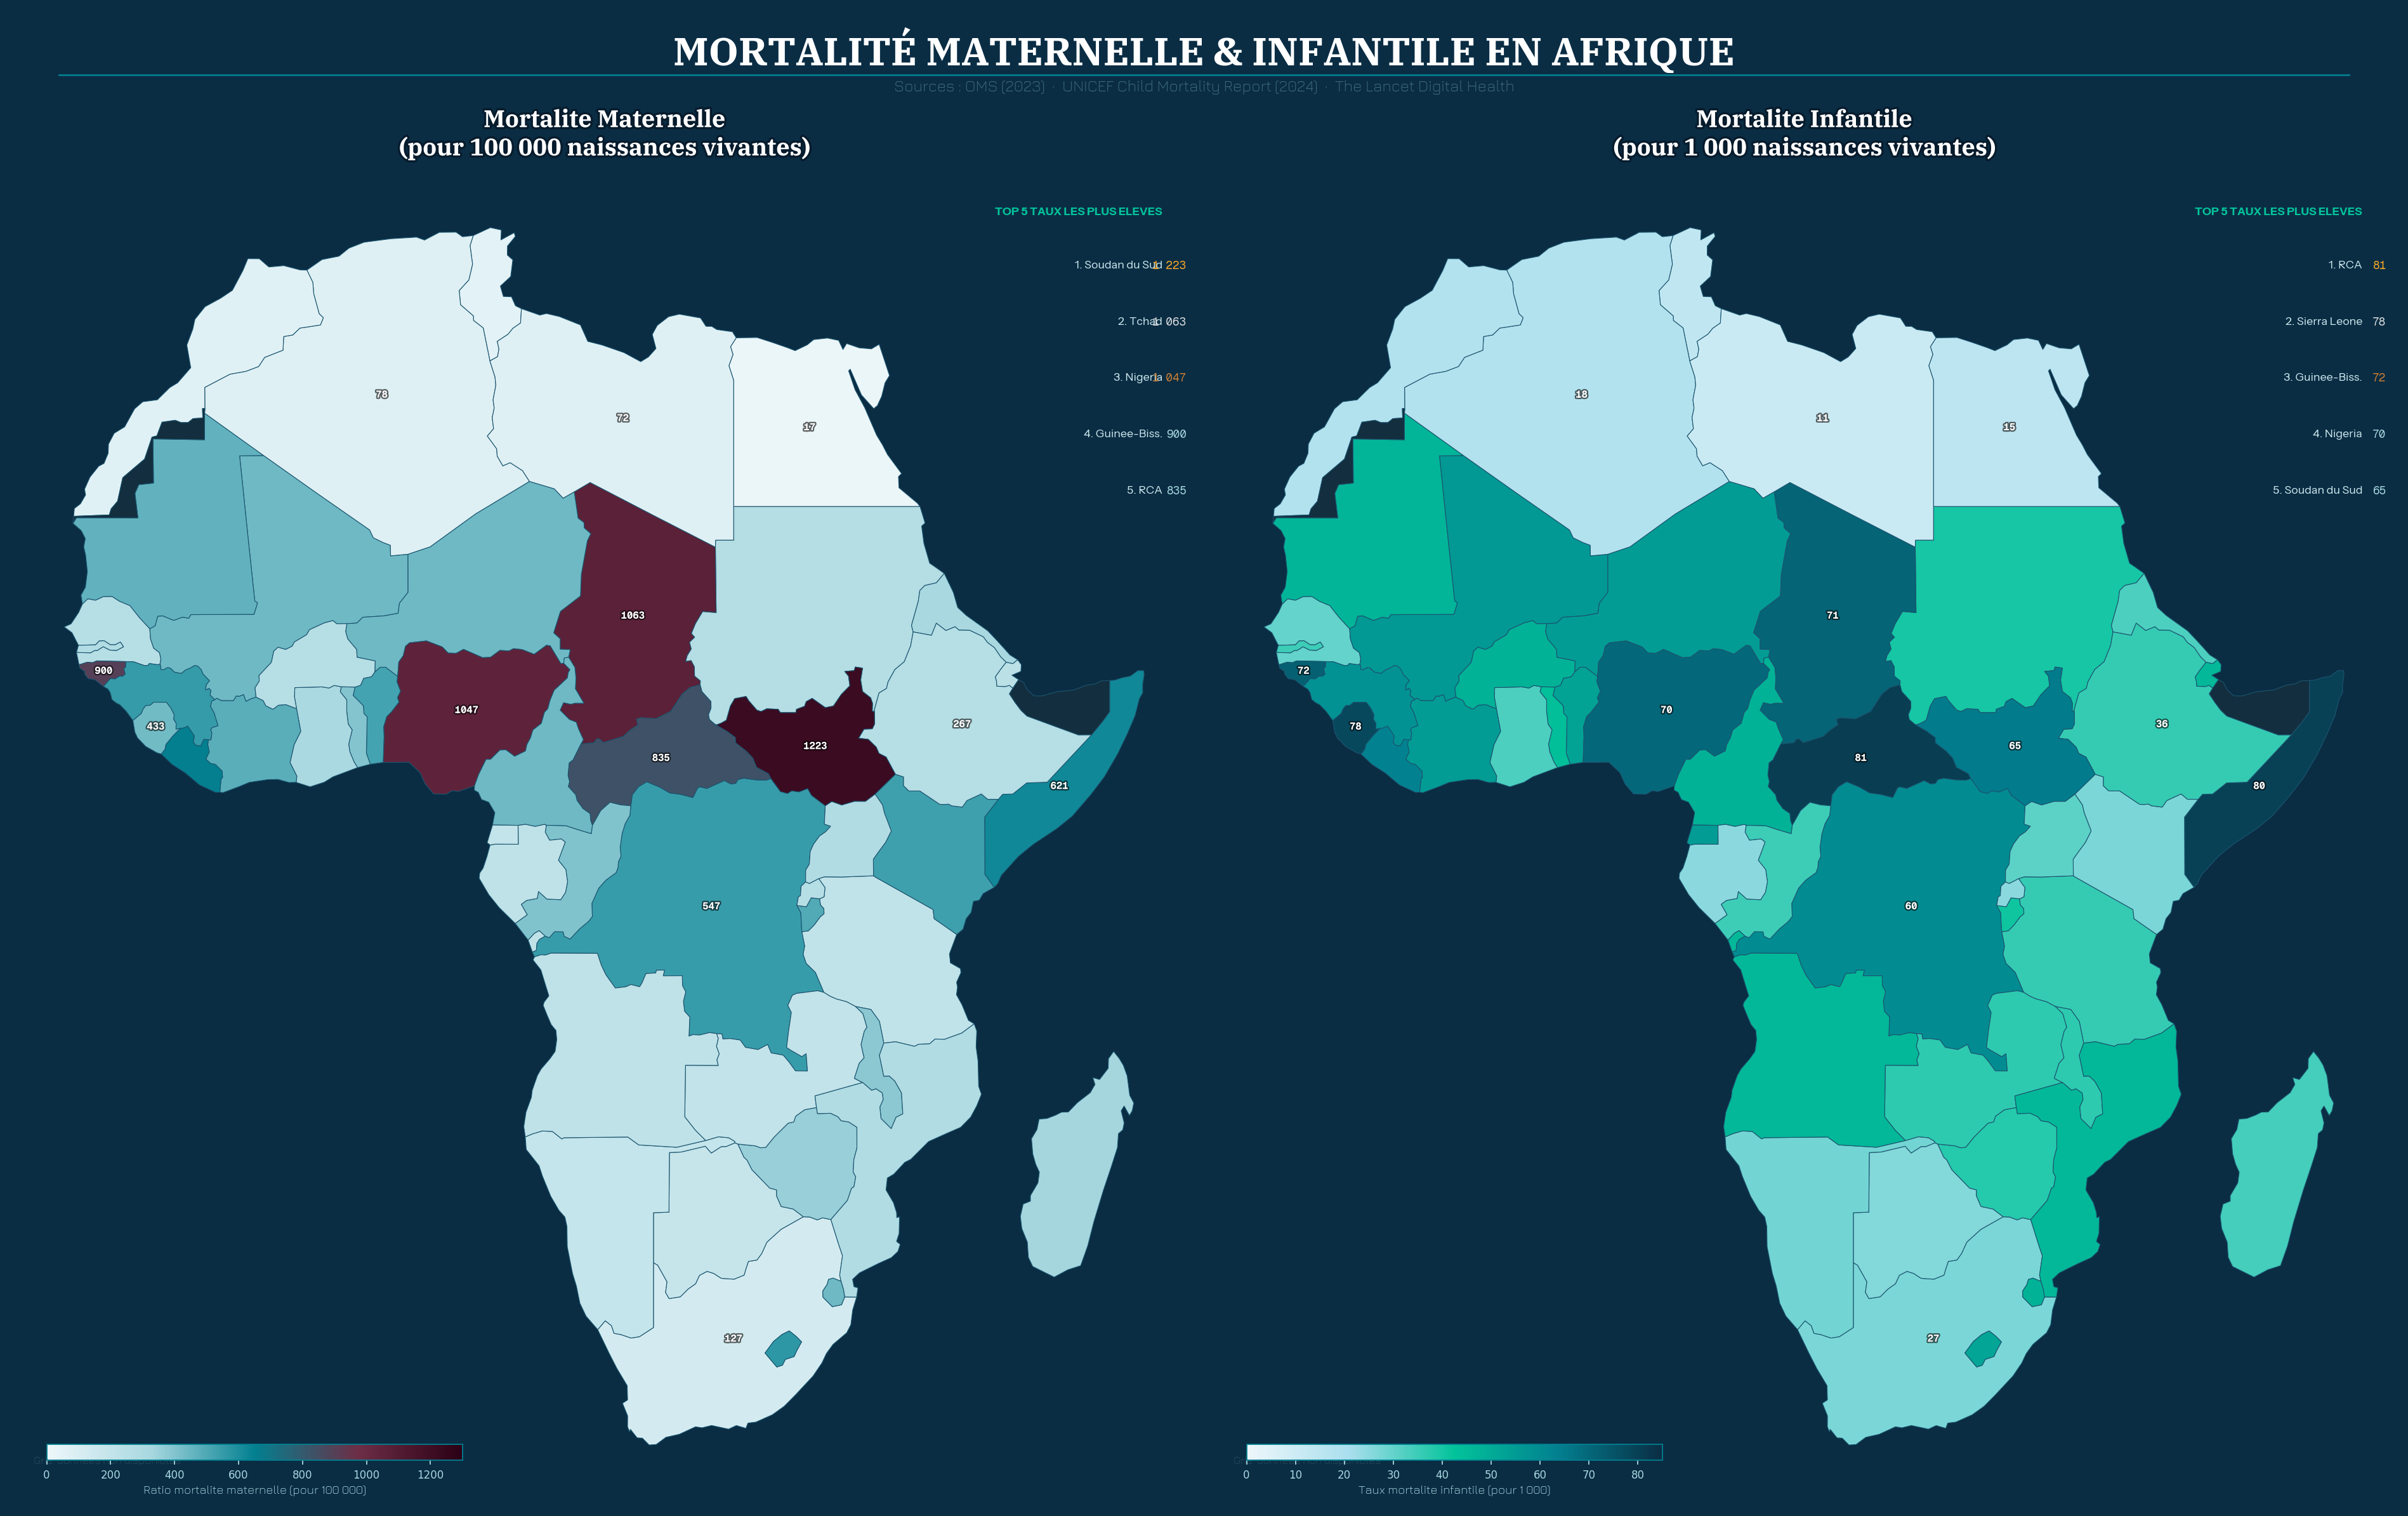 MORTALITÉ MATERNELLE & INFANTILE EN AFRIQUE
Sources : OMS (2023) · UNICEF Child Mortality Report (2024) · The Lancet Digital Health
Mortalite Maternelle
(pour 100 000 naissances vivantes)
TOP 5 TAUX LES PLUS ELEVES
1. Soudan du Sud 1 223
2. Tchad 1 063
3. Nigeria 1 047
4. Guinee-Biss. 900
5. RCA 835
78
72
17
1063
900
1047
433
267
835
1223
621
547
127
0 200 400 600 800 1000 1200
Ratio mortalite maternelle (pour 100 000)
Mortalite Infantile
(pour 1 000 naissances vivantes)
TOP 5 TAUX LES PLUS ELEVES
1. RCA 81
2. Sierra Leone 78
3. Guinee-Biss. 72
4. Nigeria 70
5. Soudan du Sud 65
18
11
15
71
72
70
78
36
65
81
80
60
27
0 10 20 30 40 50 60 70 80
Taux mortalite infantile (pour 1 000)